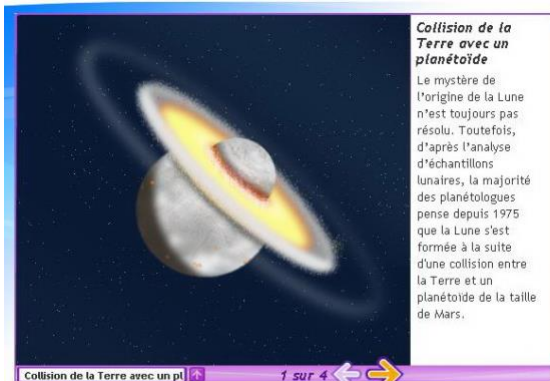 Collision de la
Terre avec un
planétoïde
Le mystère de
l'origine de la Lune
n'est toujours pas
résolu. Toutefois,
d'après l'analyse
d'échantillons
lunaires, la majorité
des planétologues
pense depuis 1975
que la Lune s'est
formée à la suite
d'une collision entre
la Terre et un
planétoïde de la taille
de Mars.
Collision de la Terre avec un pl
1 sur 4